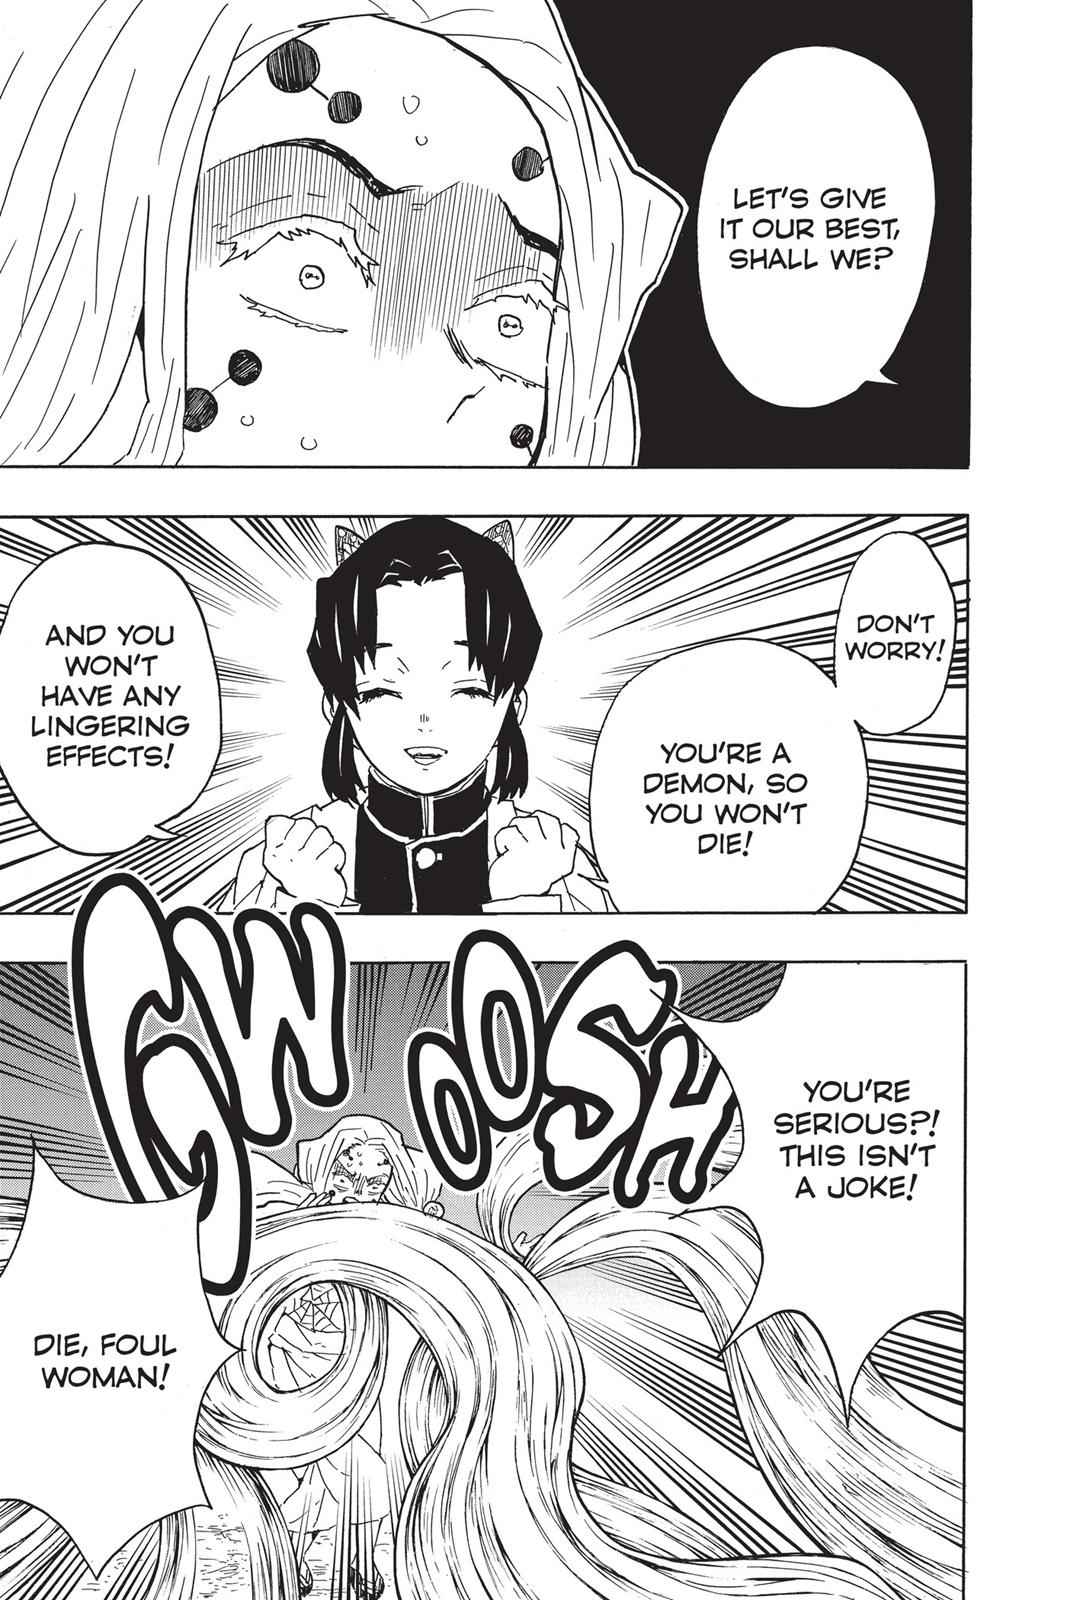 LET'S GIVE
IT OUR BEST,
SHALL WE?
DON'T
WORRY!
YOU'RE A
DEMON, SO
YOU WON'T
DIE!
AND YOU
WON'T
HAVE ANY
LINGERING
EFFECTS!
GWOOSH
YOU'RE
SERIOUS?!
THIS ISN'T
A JOKE!
DIE, FOUL
WOMAN!